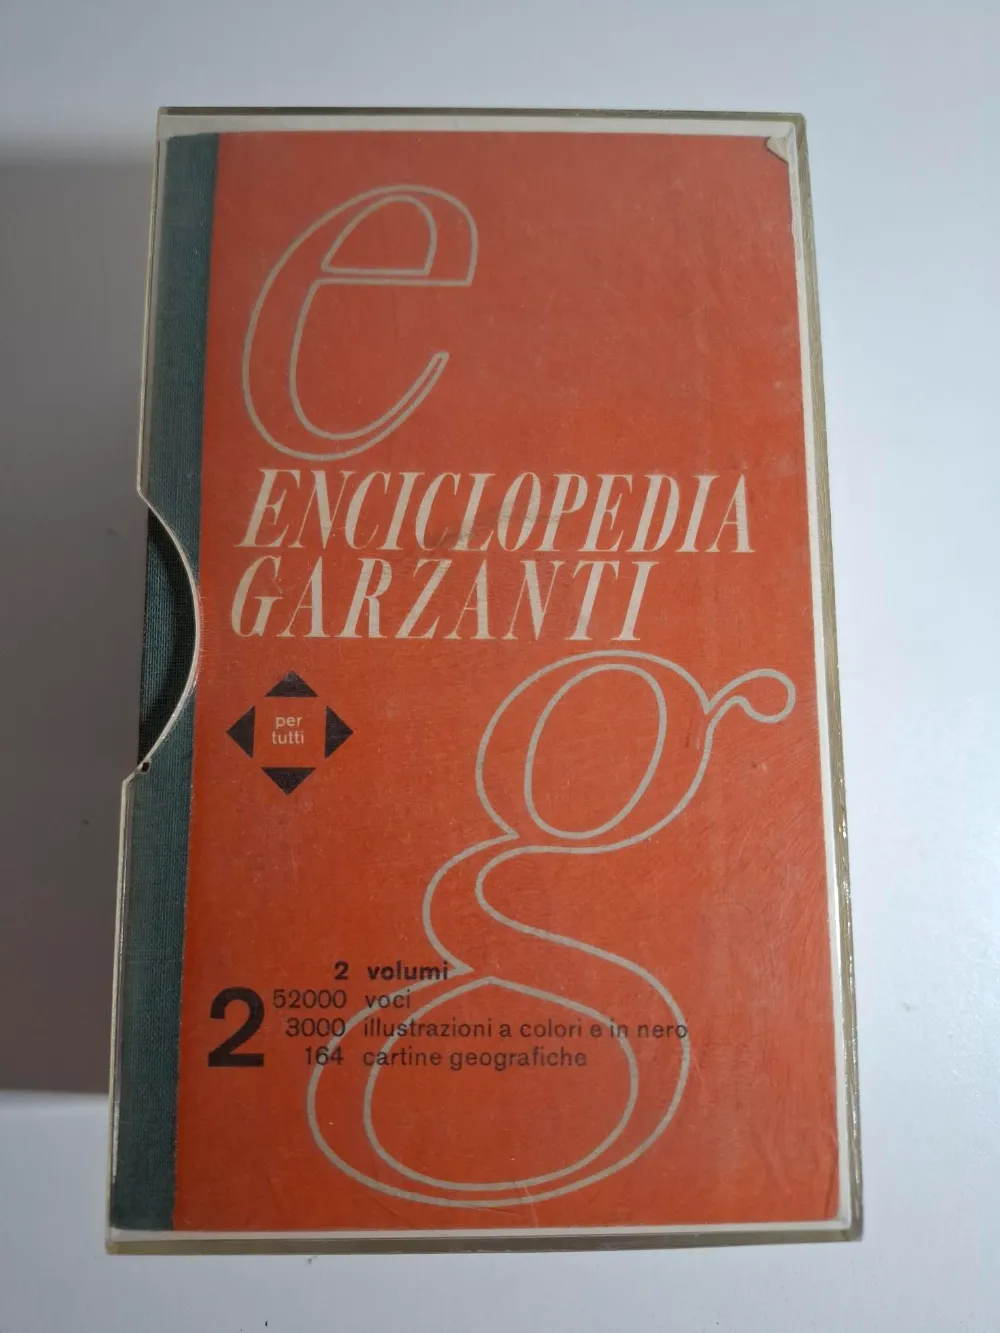 e
ENCICLOPEDIA
GARZANTI
per
tutti
g
2
2 volumi
52000 voci
3000 illustrazioni a colori e in nero
164 cartine geografiche